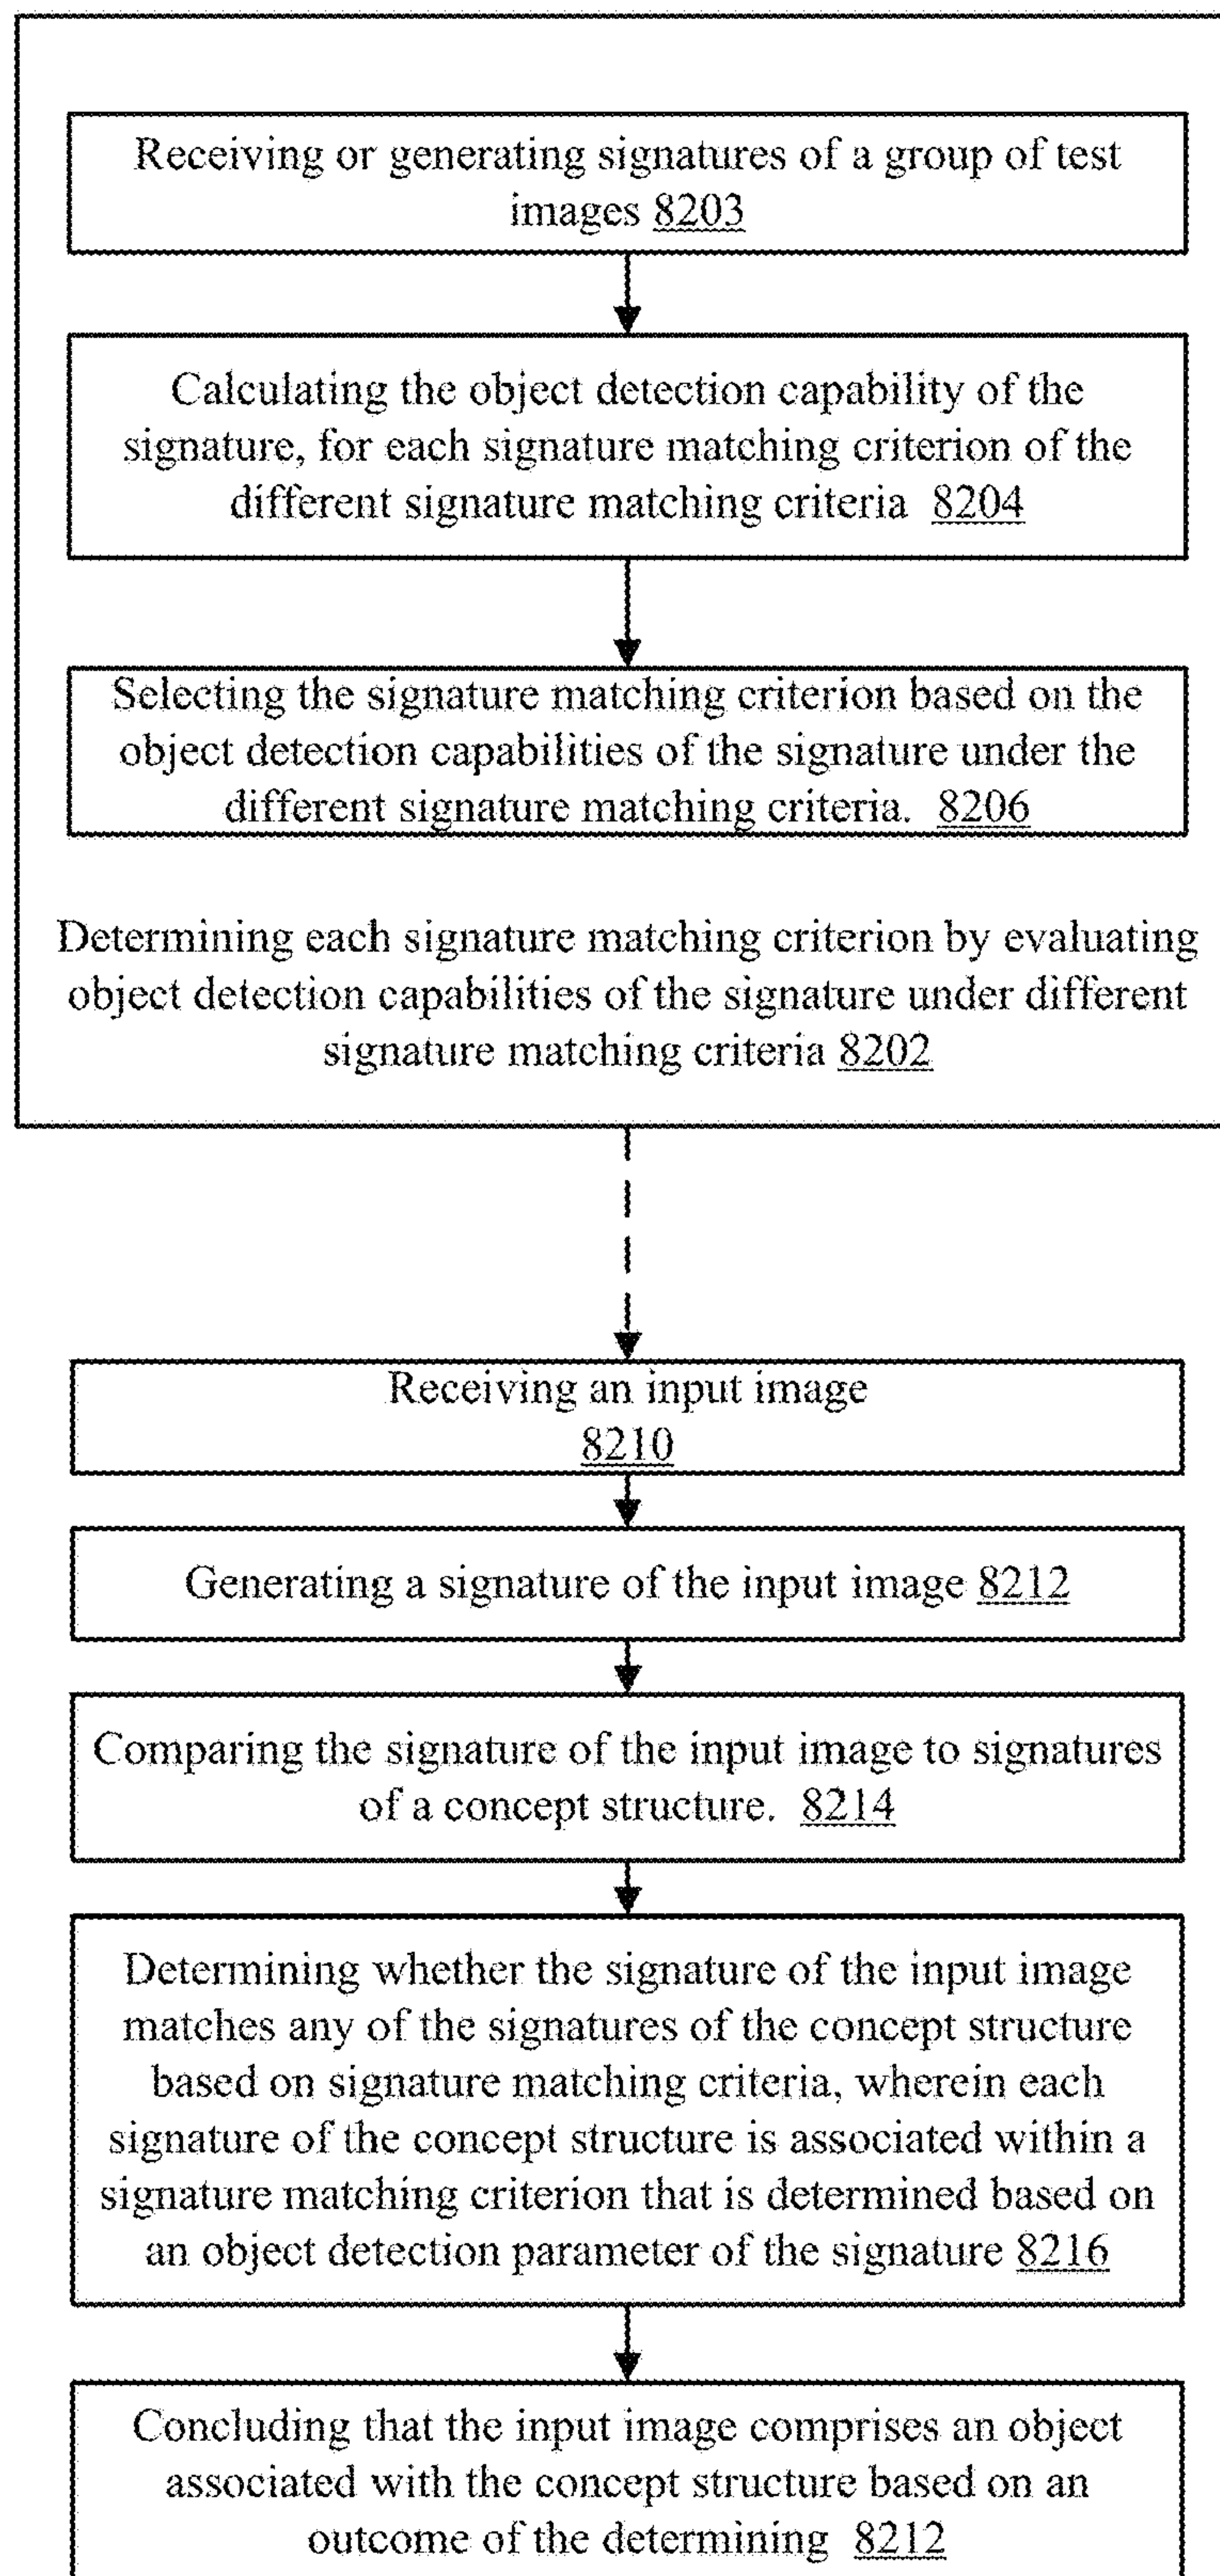 Receiving or generating signatures of a group of test
images 8203
Calculating the object detection capability of the
signature, for each signature matching criterion of the
different signature matching criteria 8204
Selecting the signature matching criterion based on the
object detection capabilities of the signature under the
different signature matching criteria. 8206
Determining each signature matching criterion by evaluating
object detection capabilities of the signature under different
signature matching criteria 8202
Receiving an input image
8210
Generating a signature of the input image 8212
Comparing the signature of the input image to signatures
of a concept structure. 8214
Determining whether the signature of the input image
matches any of the signatures of the concept structure
based on signature matching criteria, wherein each
signature of the concept structure is associated within a
signature matching criterion that is determined based on
an object detection parameter of the signature 8216
Concluding that the input image comprises an object
associated with the concept structure based on an
outcome of the determining 8212